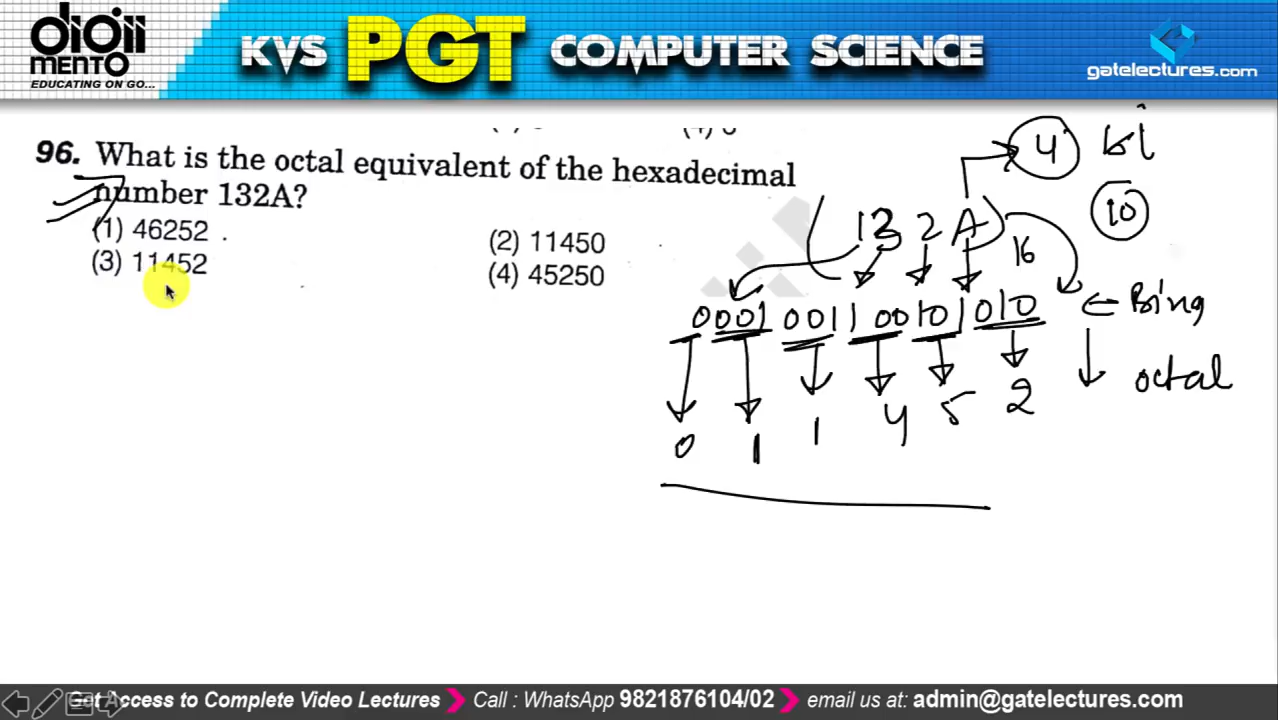 dıgıı
MENTO
EDUCATING ON GO...
KVS PGT COMPUTER SCIENCE
gatelectures.com
96. What is the octal equivalent of the hexadecimal
number 132A?
(1) 46252
(2) 11450
(3) 11452
(4) 45250
4
10
(132A)16
0001 0011 0010 1010 ← Bing
octal
0 1 1 4 5 2
Get Access to Complete Video Lectures
Call : WhatsApp 9821876104/02
email us at: admin@gatelectures.com